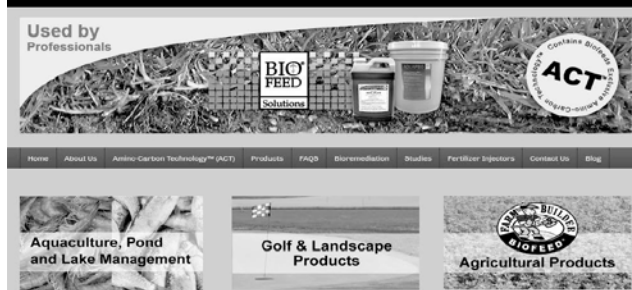 Used by
Professionals
BIO
FEED
Solutions
Contains Biofeeds Exclusive Amino-Carbon Technology™
ACT
Home About Us Amino-Carbon Technology™ (ACT) Products FAQS Bioremediation Studies Fertilizer Injectors Contact Us Blog
Aquaculture, Pond
and Lake Management
Golf & Landscape
Products
FARM BUILDER
BIOFEED
Agricultural Products